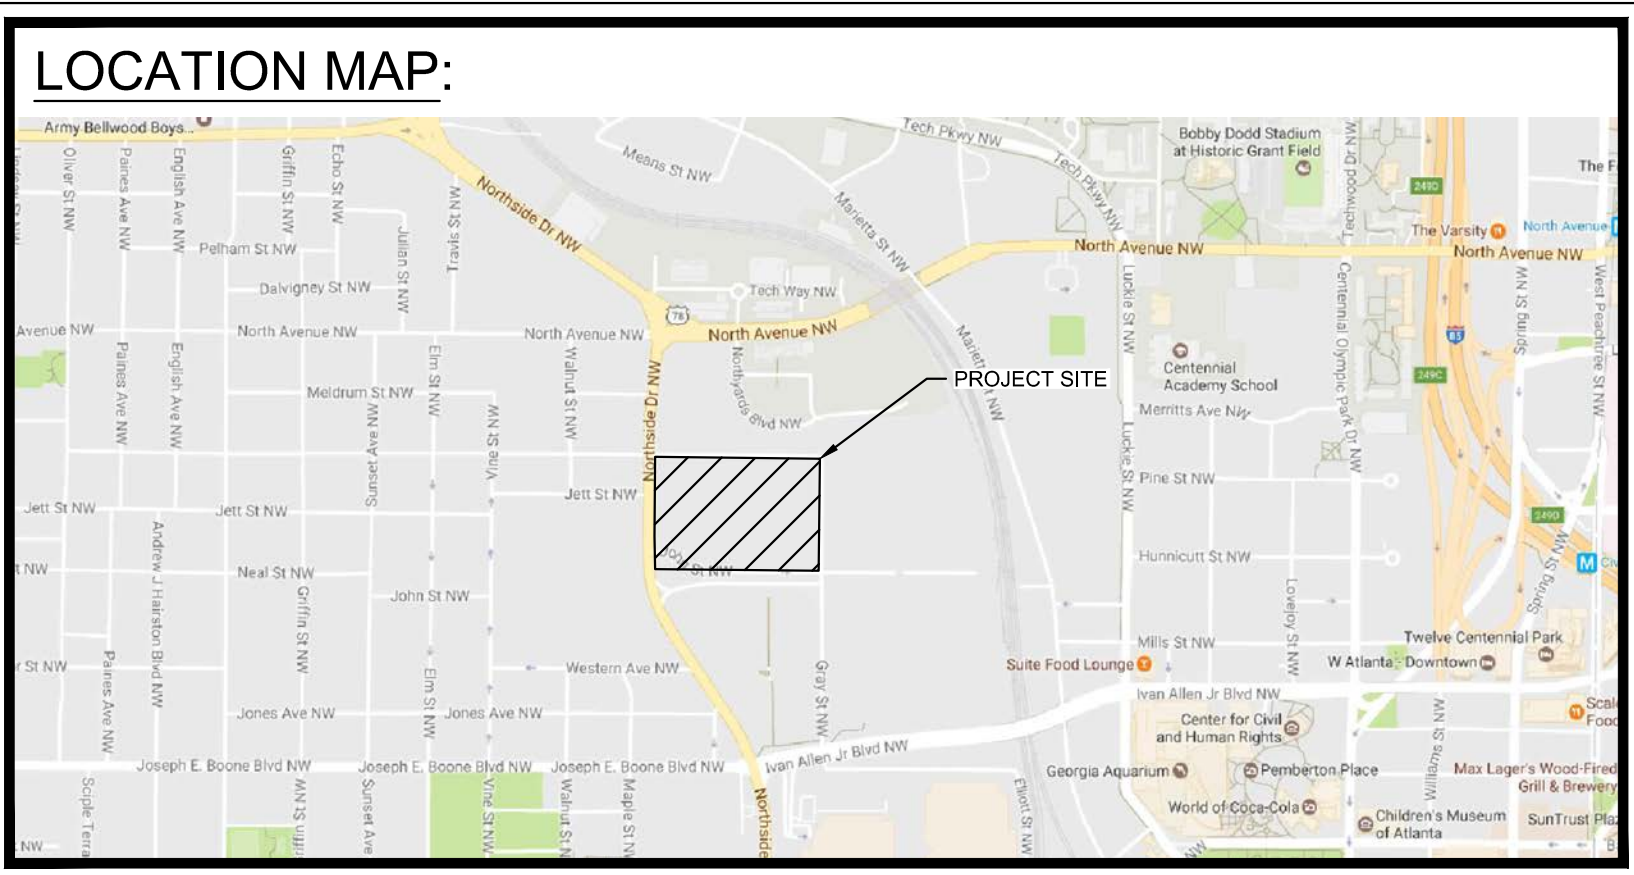 LOCATION MAP:
Army Bellwood Boys...
Tech Pkwy NW
Bobby Dodd Stadium
at Historic Grant Field
Means St NW
Tech Pkwy NW
Techwood Dr NW
249D
Oliver St NW
Paines Ave NW
English Ave NW
Griffin St NW
Echo St NW
Travis St NW
Northside Dr NW
Marietta St NW
The Varsity
North Avenue
North Avenue NW
North Avenue NW
Pelham St NW
Julian St NW
Dalvigney St NW
Tech Way NW
Luckie St NW
Centennial Olympic Park Dr NW
Spring St NW
West Peachtree St NW
78
85
Avenue NW
North Avenue NW
North Avenue NW
North Avenue NW
Paines Ave NW
English Ave NW
Elm St NW
Walnut St NW
Northside Dr NW
Northyards Blvd NW
Centennial
Academy School
249C
PROJECT SITE
Meldrum St NW
Sunset Ave NW
Vine St NW
Merritts Ave NW
Luckie St NW
Pine St NW
Jett St NW
Jett St NW
Jett St NW
249D
Andrew J Hairston Blvd NW
Hunnicutt St NW
M
Spring St NW
t NW
Neal St NW
John St NW
Griffin St NW
Lovejoy St NW
Mills St NW
Twelve Centennial Park
r St NW
Paines Ave NW
Elm St NW
Western Ave NW
Gray St NW
Suite Food Lounge
W Atlanta - Downtown
Ivan Allen Jr Blvd NW
Jones Ave NW
Jones Ave NW
Center for Civil
and Human Rights
Williams St NW
Ivan Allen Jr Blvd NW
Joseph E. Boone Blvd NW
Joseph E. Boone Blvd NW
Joseph E. Boone Blvd NW
Georgia Aquarium
Pemberton Place
Max Lager's Wood-Fired
Grill & Brewery
World of Coca-Cola
Children's Museum
of Atlanta
SunTrust Pla
Sciple Terra
Sunset Ave
Vine St NW
Walnut St N
Maple St N
Northside
Elliott St NW
NW
NW